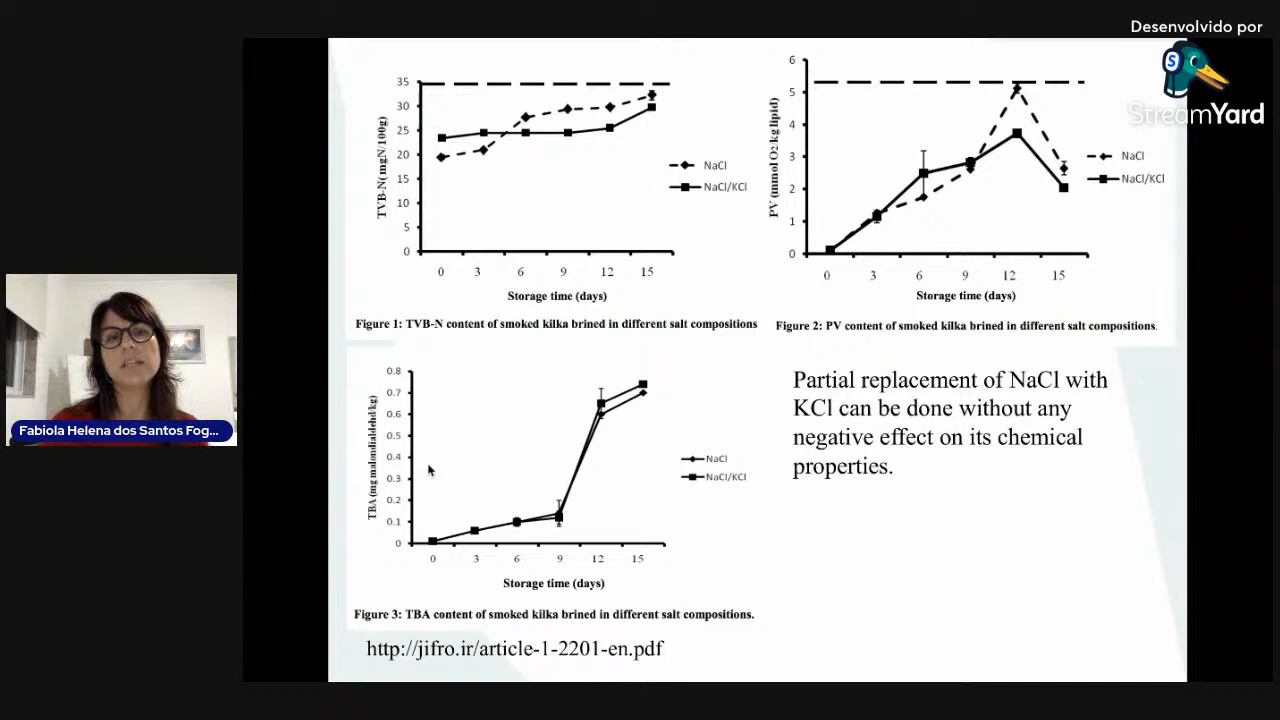 Desenvolvido por
StreamYard
Fabiola Helena dos Santos Fog...
35
30
25
20
15
10
5
0
TVB-N( mgN/100g)
0 3 6 9 12 15
Storage time (days)
NaCl
NaCl/KCl
Figure 1: TVB-N content of smoked kilka brined in different salt compositions
6
5
4
3
2
1
0
PV (mmol O2/kg lipid)
0 3 6 9 12 15
Storage time (days)
NaCl
NaCl/KCl
Figure 2: PV content of smoked kilka brined in different salt compositions.
0.8
0.7
0.6
0.5
0.4
0.3
0.2
0.1
0
TBA (mg malondialdehd/kg)
0 3 6 9 12 15
Storage time (days)
NaCl
NaCl/KCl
Figure 3: TBA content of smoked kilka brined in different salt compositions.
Partial replacement of NaCl with
KCl can be done without any
negative effect on its chemical
properties.
http://jifro.ir/article-1-2201-en.pdf